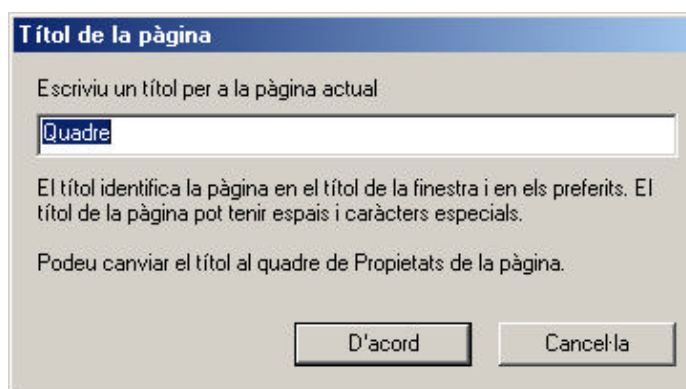 Títol de la pàgina
Escriviu un títol per a la pàgina actual
Quadre
El títol identifica la pàgina en el títol de la finestra i en els preferits. El
títol de la pàgina pot tenir espais i caràcters especials.
Podeu canviar el títol al quadre de Propietats de la pàgina.
D'acord
Cancel·la